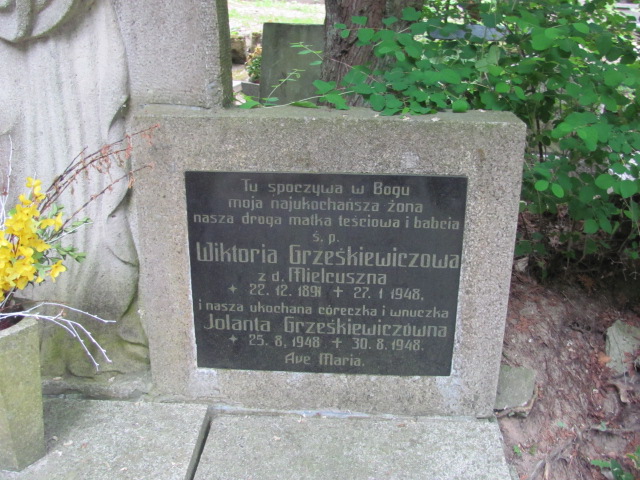 Tu spoczywa w Bogu
moja najukochańsza żona
nasza droga matka teściowa i babcia
ś. p.
Wiktoria Grześkiewiczowa
z d. Mielcuszna
+ 22. 12. 1891 + 27. 1 1948,
i nasza ukochana córeczka i wnuczka
Jolanta Grześkiewiczówna
+ 25. 8, 1948 + 30. 8. 1948.
Ave Maria.